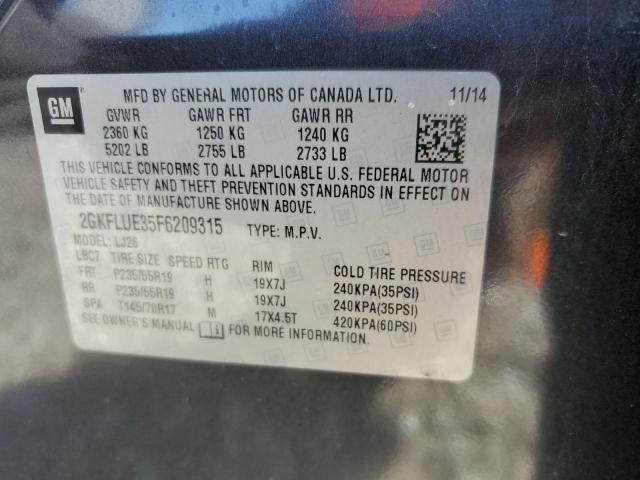 GM
MFD BY GENERAL MOTORS OF CANADA LTD. 11/14
GVWR GAWR FRT GAWR RR
2360 KG 1250 KG 1240 KG
5202 LB 2755 LB 2733 LB
THIS VEHICLE CONFORMS TO ALL APPLICABLE U.S. FEDERAL MOTOR
VEHICLE SAFETY AND THEFT PREVENTION STANDARDS IN EFFECT ON
THE DATE OF MANUFACTURE SHOWN ABOVE.
2GKFLUE35F6209315 TYPE: M.P.V.
MODEL: LJ26
LBC7 TIRE SIZE SPEED RTG RIM COLD TIRE PRESSURE
FRT P235/55R19 H 19X7J 240KPA(35PSI)
RR P235/55R19 H 19X7J 240KPA(35PSI)
SPA T145/70R17 M 17X4.5T 420KPA(60PSI)
SEE OWNER'S MANUAL FOR MORE INFORMATION.